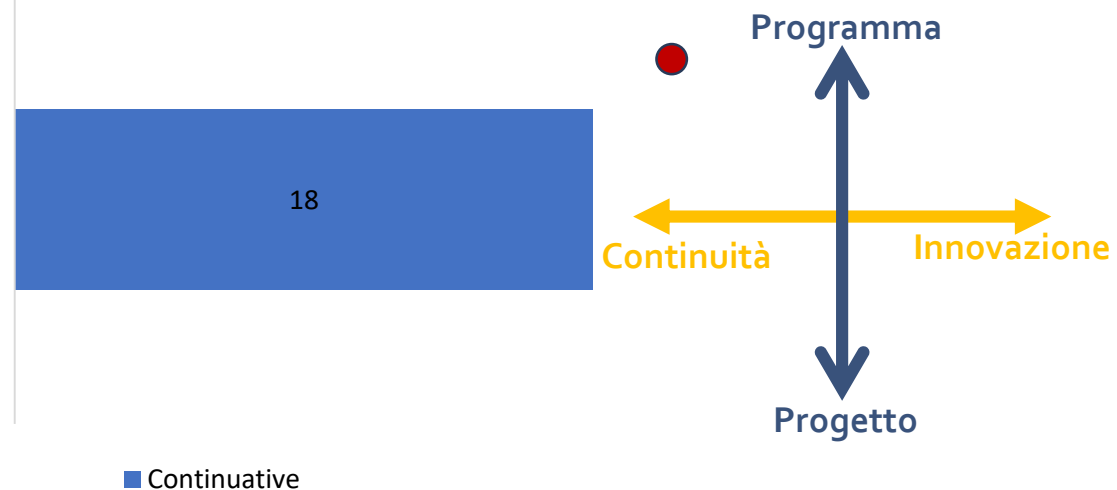 Programma
18
Continuità
Innovazione
Progetto
Continuative